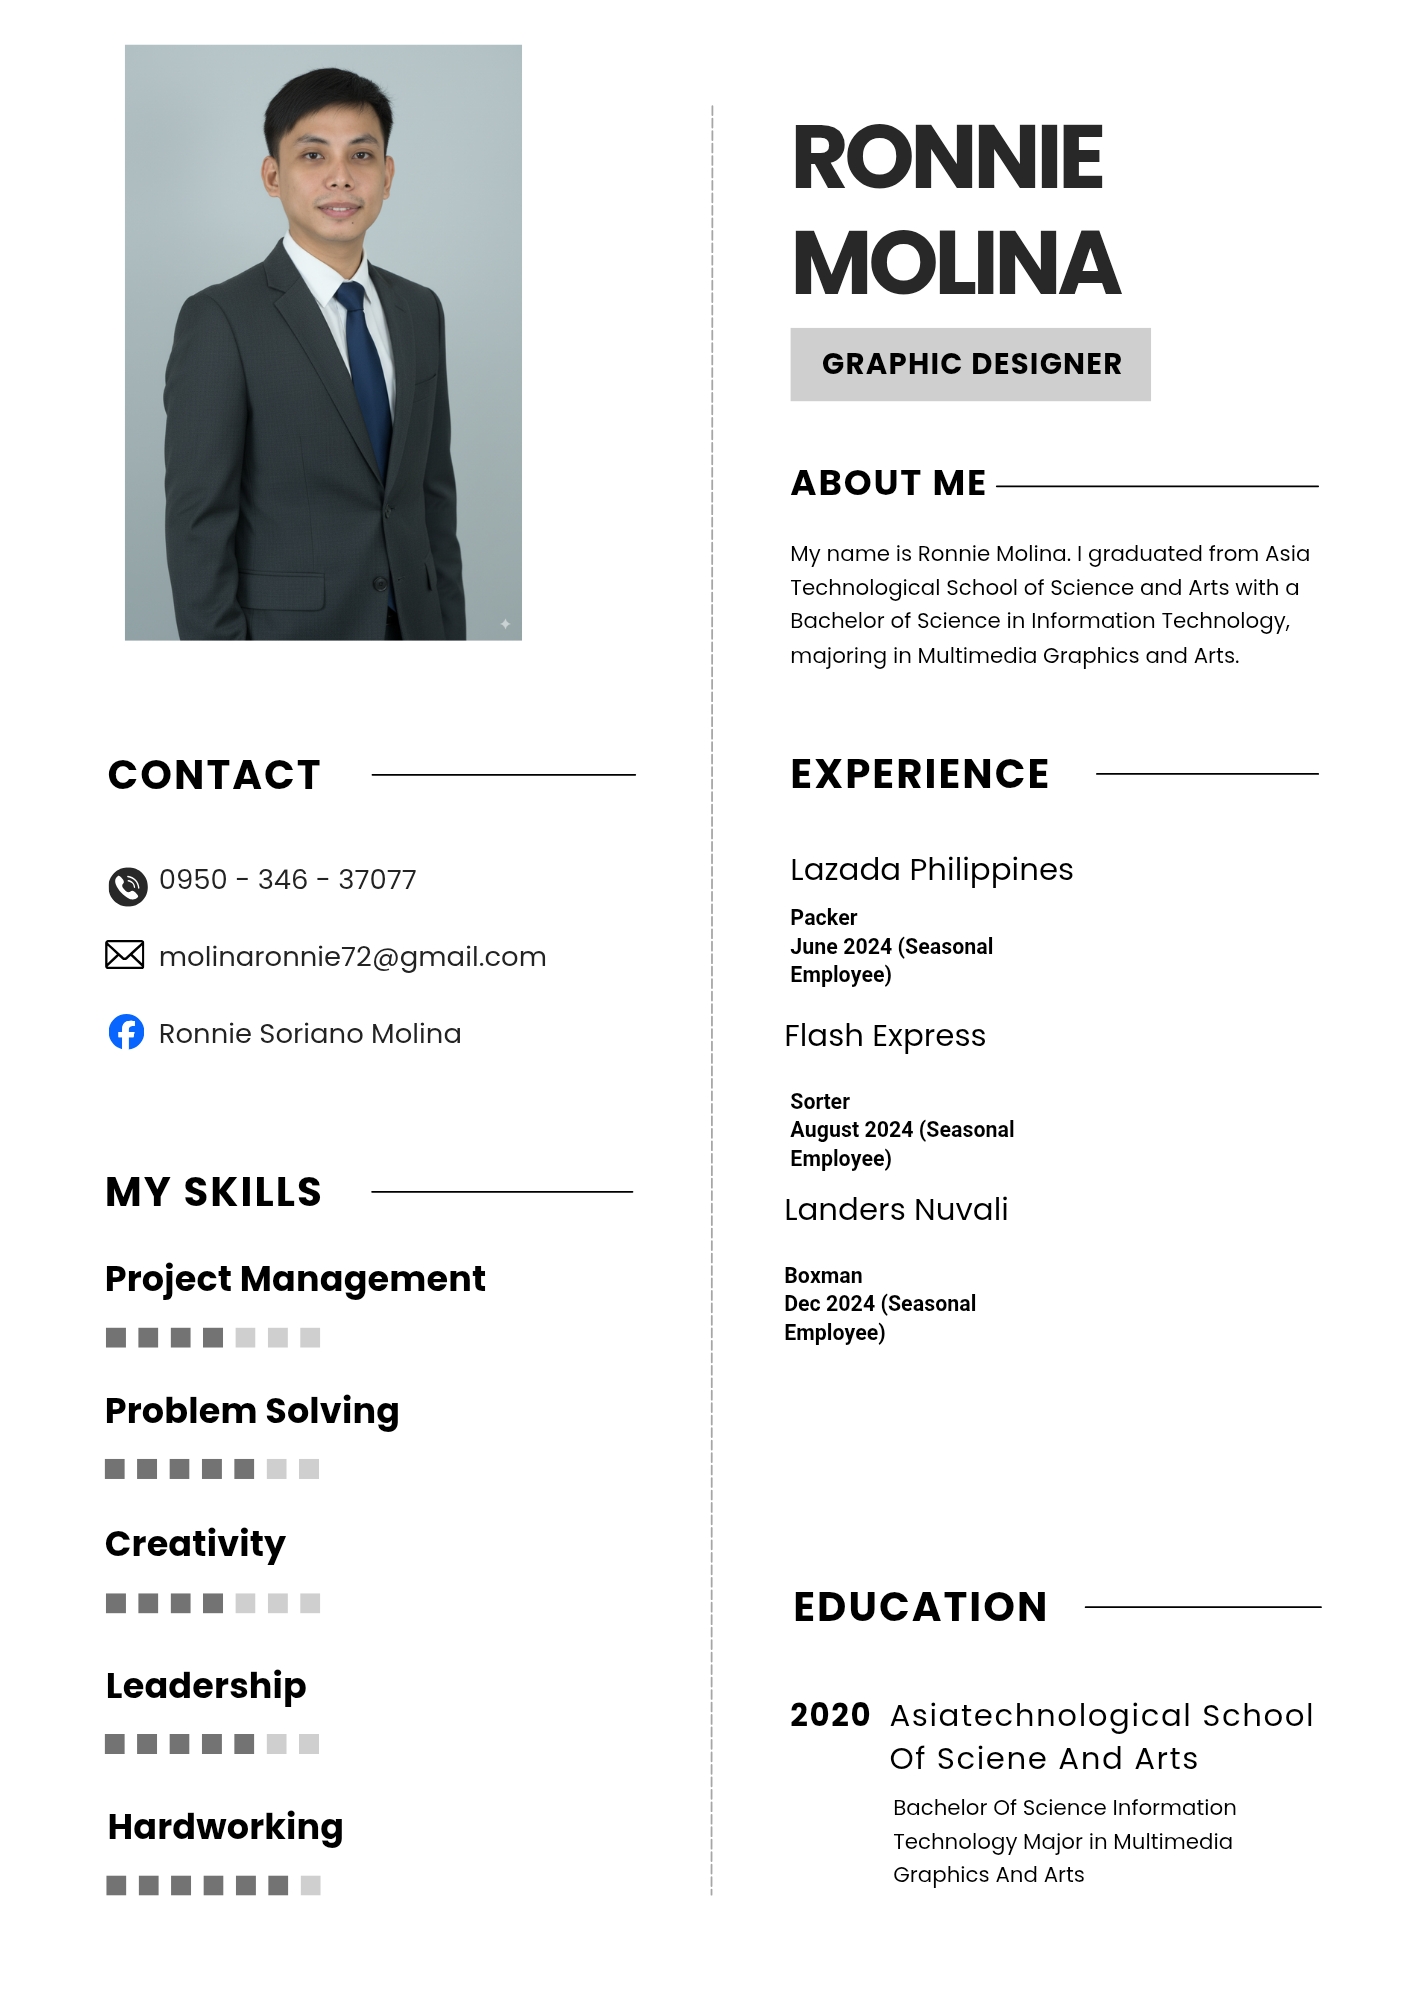 RONNIE
MOLINA
GRAPHIC DESIGNER
ABOUT ME
My name is Ronnie Molina. I graduated from Asia
Technological School of Science and Arts with a
Bachelor of Science in Information Technology,
majoring in Multimedia Graphics and Arts.
CONTACT
0950 - 346 - 37077
molinaronnie72@gmail.com
Ronnie Soriano Molina
MY SKILLS
Project Management
Problem Solving
Creativity
Leadership
Hardworking
EXPERIENCE
Lazada Philippines
Packer
June 2024 (Seasonal
Employee)
Flash Express
Sorter
August 2024 (Seasonal
Employee)
Landers Nuvali
Boxman
Dec 2024 (Seasonal
Employee)
EDUCATION
2020 Asiatechnological School
Of Sciene And Arts
Bachelor Of Science Information
Technology Major in Multimedia
Graphics And Arts